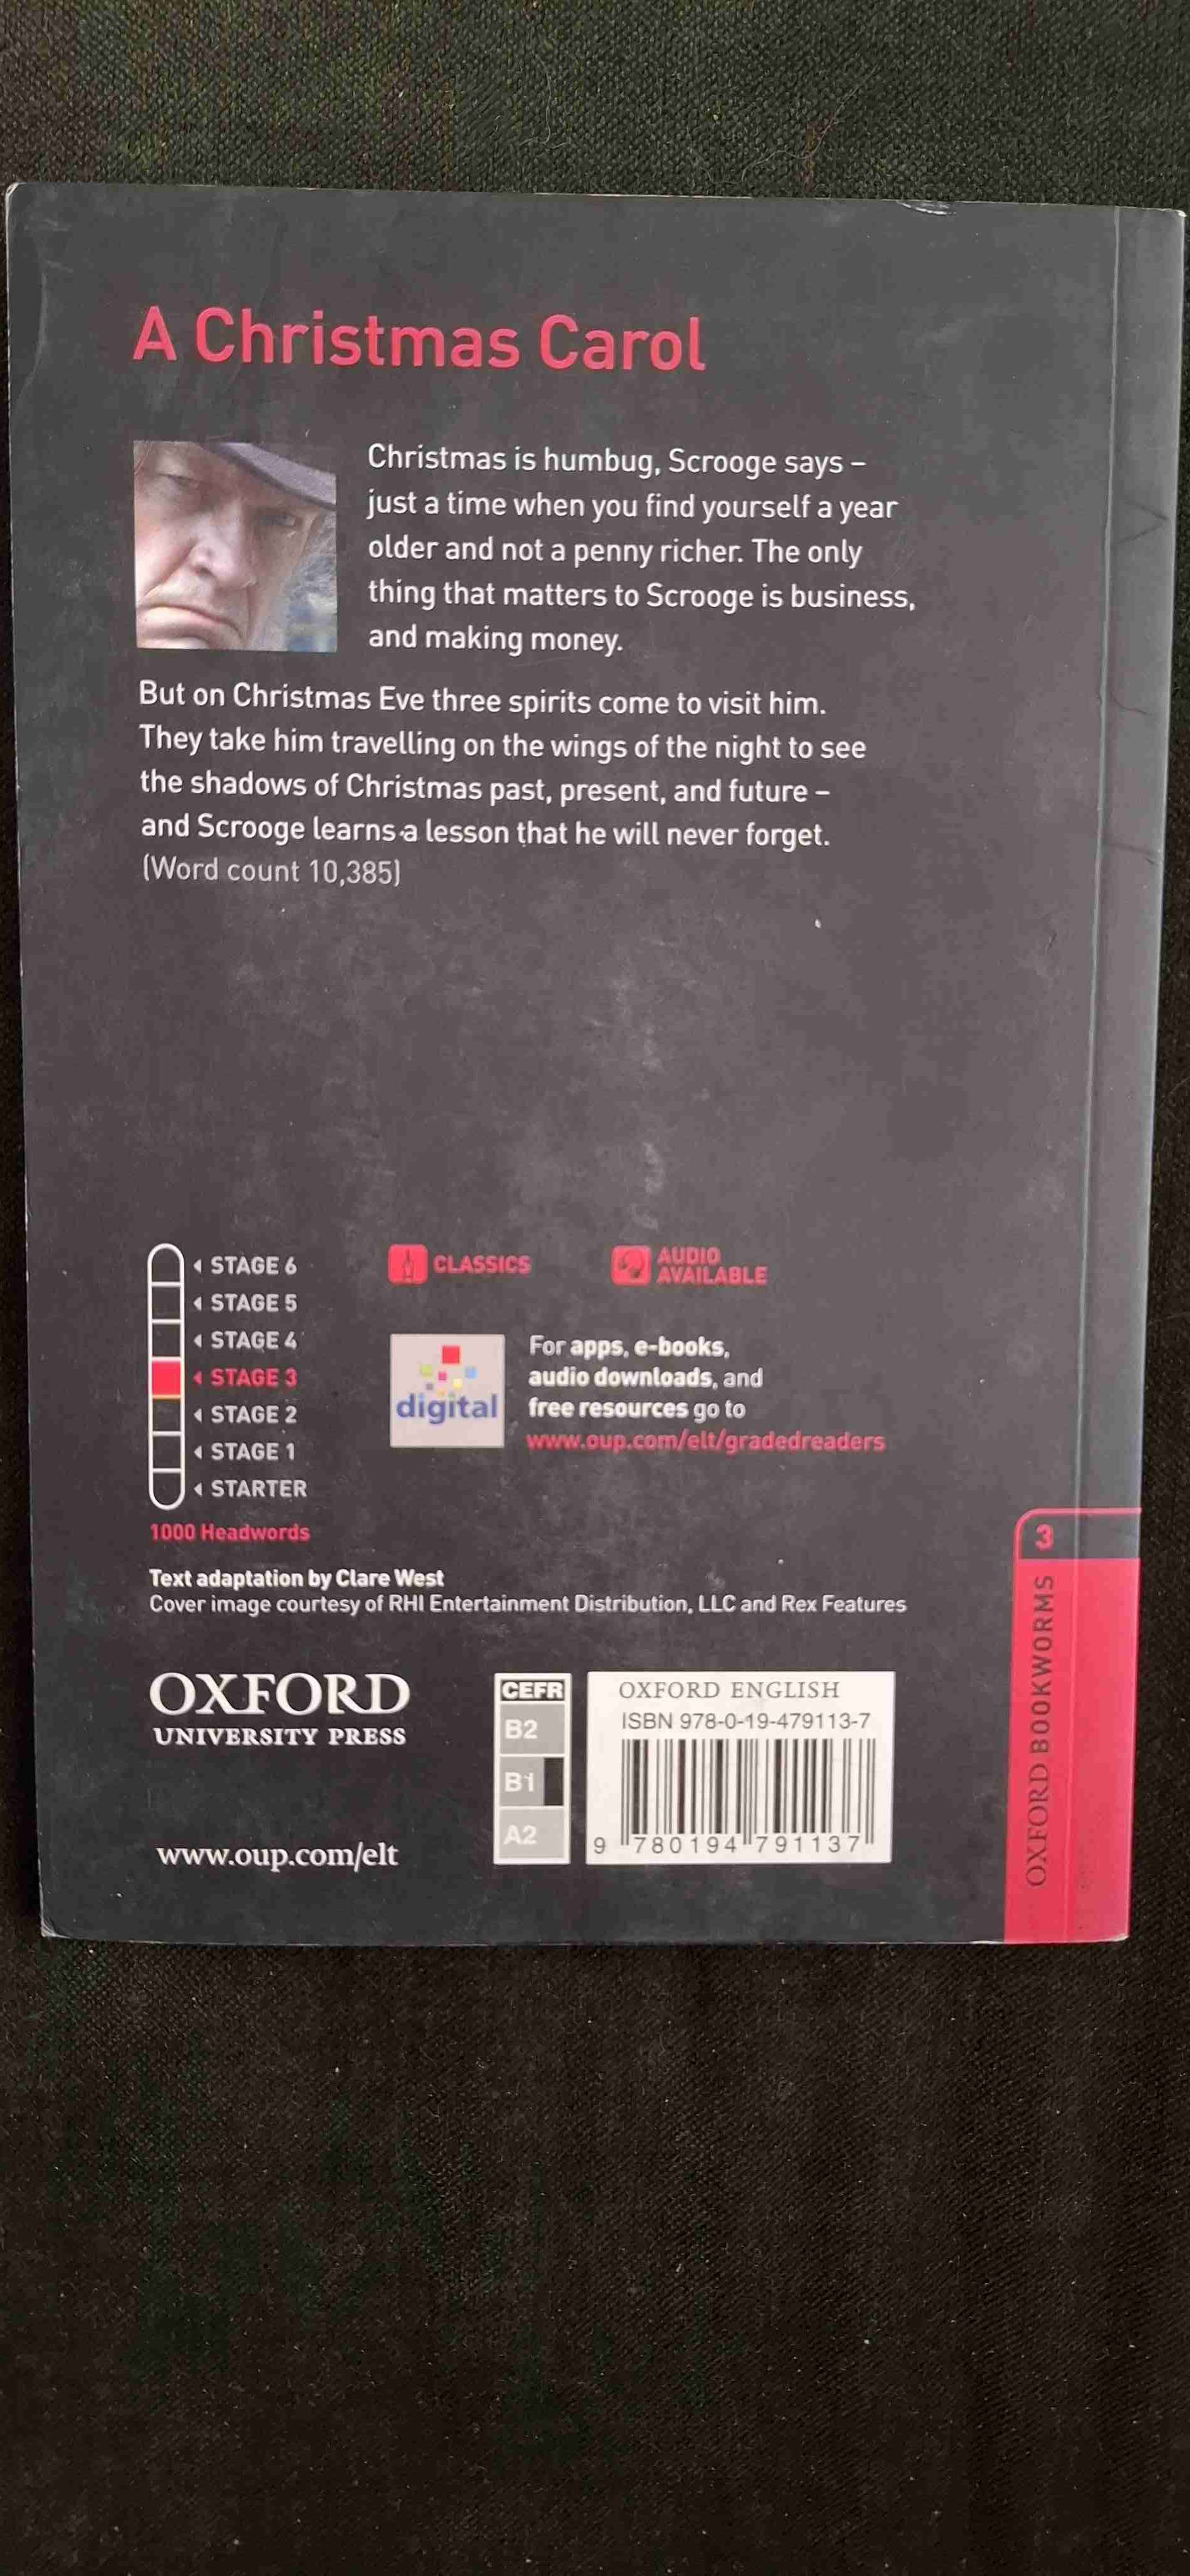 A Christmas Carol
Christmas is humbug, Scrooge says –
just a time when you find yourself a year
older and not a penny richer. The only
thing that matters to Scrooge is business,
and making money.
But on Christmas Eve three spirits come to visit him.
They take him travelling on the wings of the night to see
the shadows of Christmas past, present, and future –
and Scrooge learns a lesson that he will never forget.
(Word count 10,385)
STAGE 6
STAGE 5
STAGE 4
STAGE 3
STAGE 2
STAGE 1
STARTER
1000 Headwords
CLASSICS
AUDIO
AVAILABLE
digital
For apps, e-books,
audio downloads, and
free resources go to
www.oup.com/elt/gradedreaders
Text adaptation by Clare West
Cover image courtesy of RHI Entertainment Distribution, LLC and Rex Features
OXFORD
UNIVERSITY PRESS
www.oup.com/elt
CEFR
B2
B1
A2
OXFORD ENGLISH
ISBN 978-0-19-479113-7
9 780194 791137
3
OXFORD BOOKWORMS